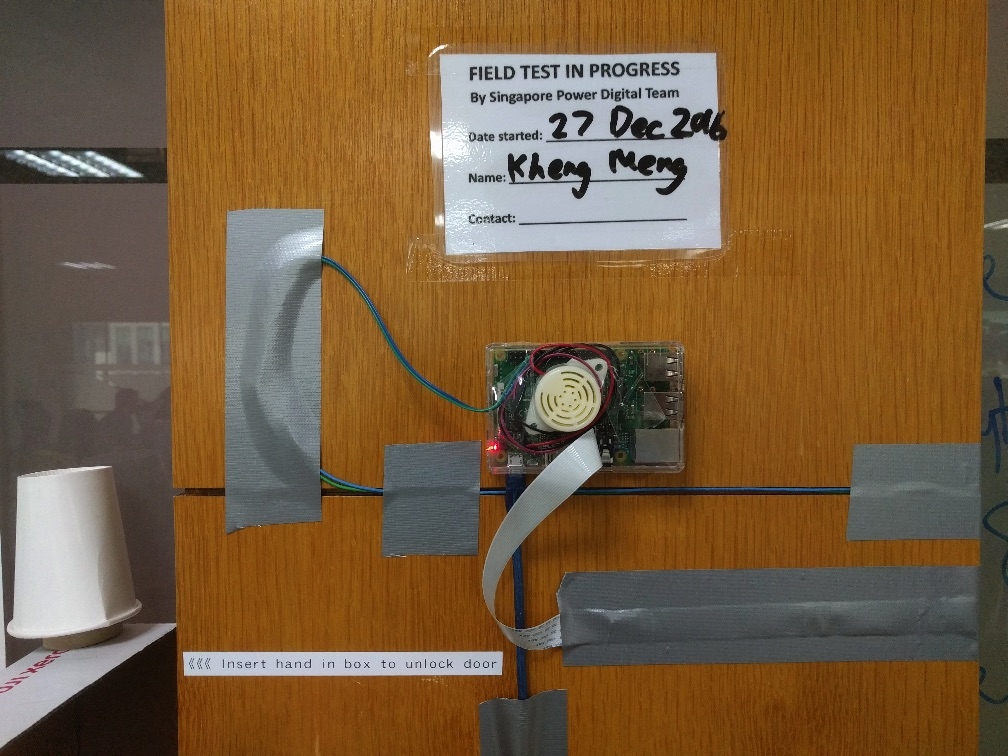 FIELD TEST IN PROGRESS
By Singapore Power Digital Team
Date started: 27 Dec 2016
Name: Kheng Meng
Contact:
⟪⟪⟪ Insert hand in box to unlock door